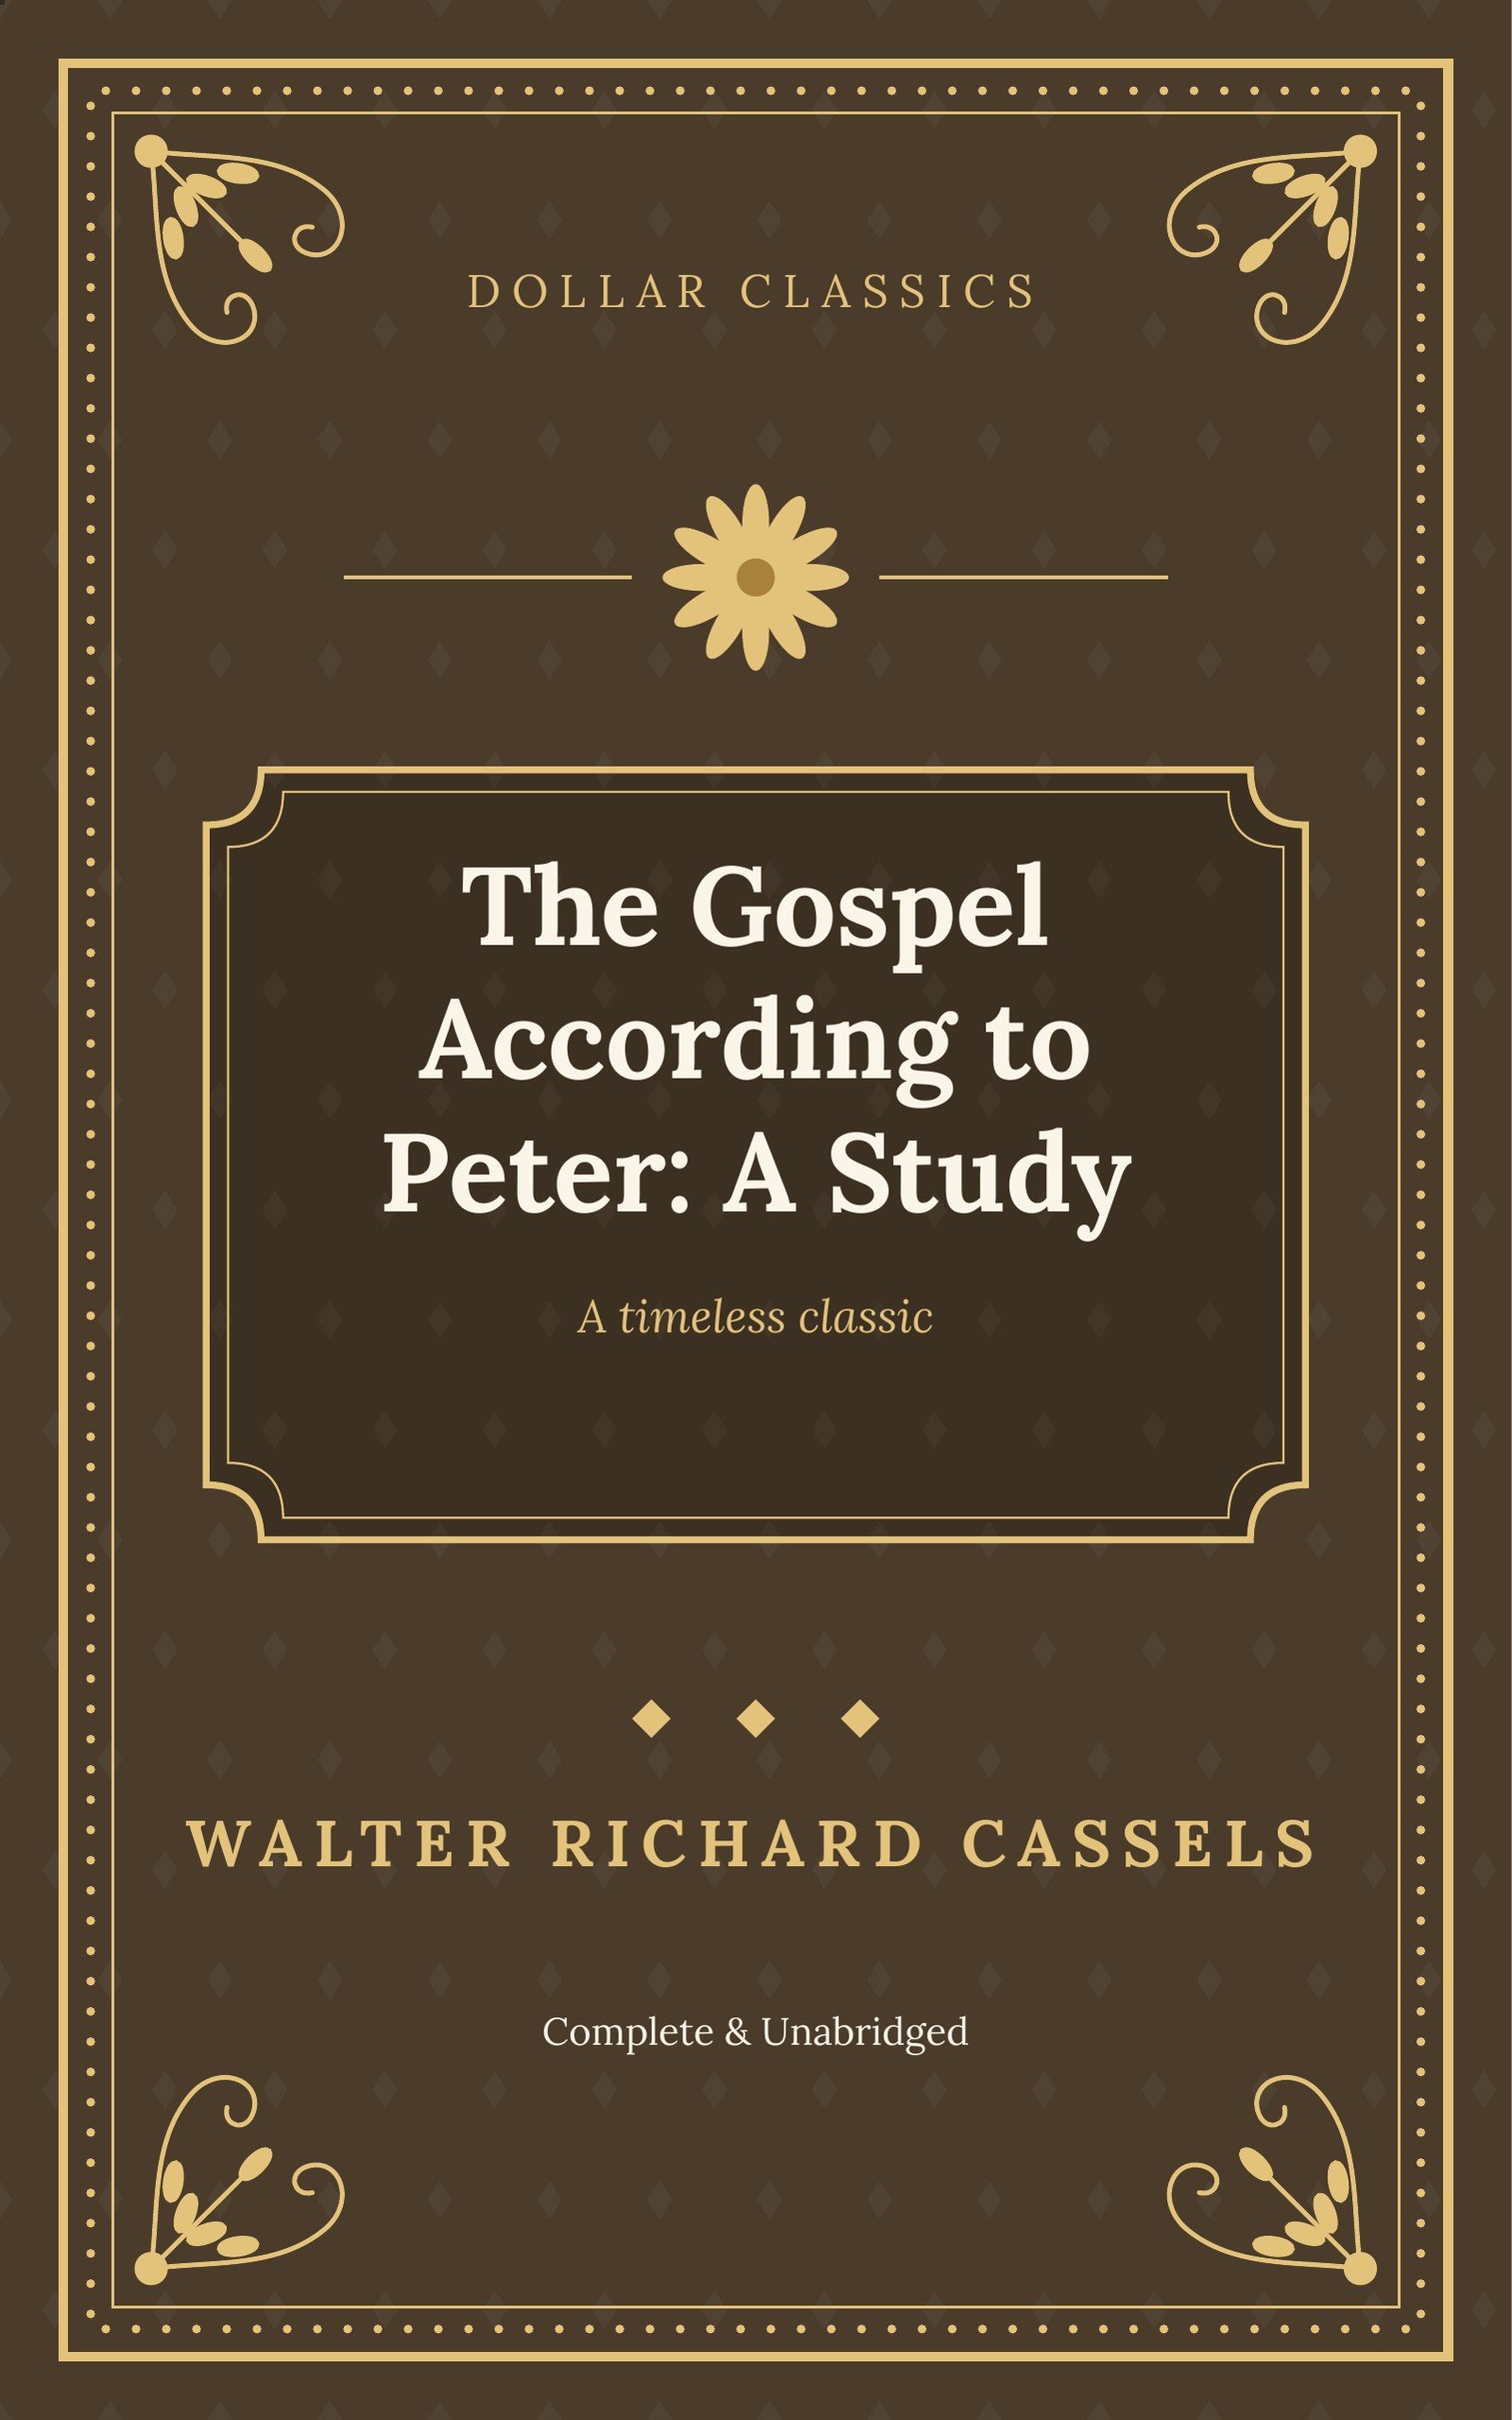 DOLLAR CLASSICS
The Gospel
According to
Peter: A Study
A timeless classic
WALTER RICHARD CASSELS
Complete & Unabridged